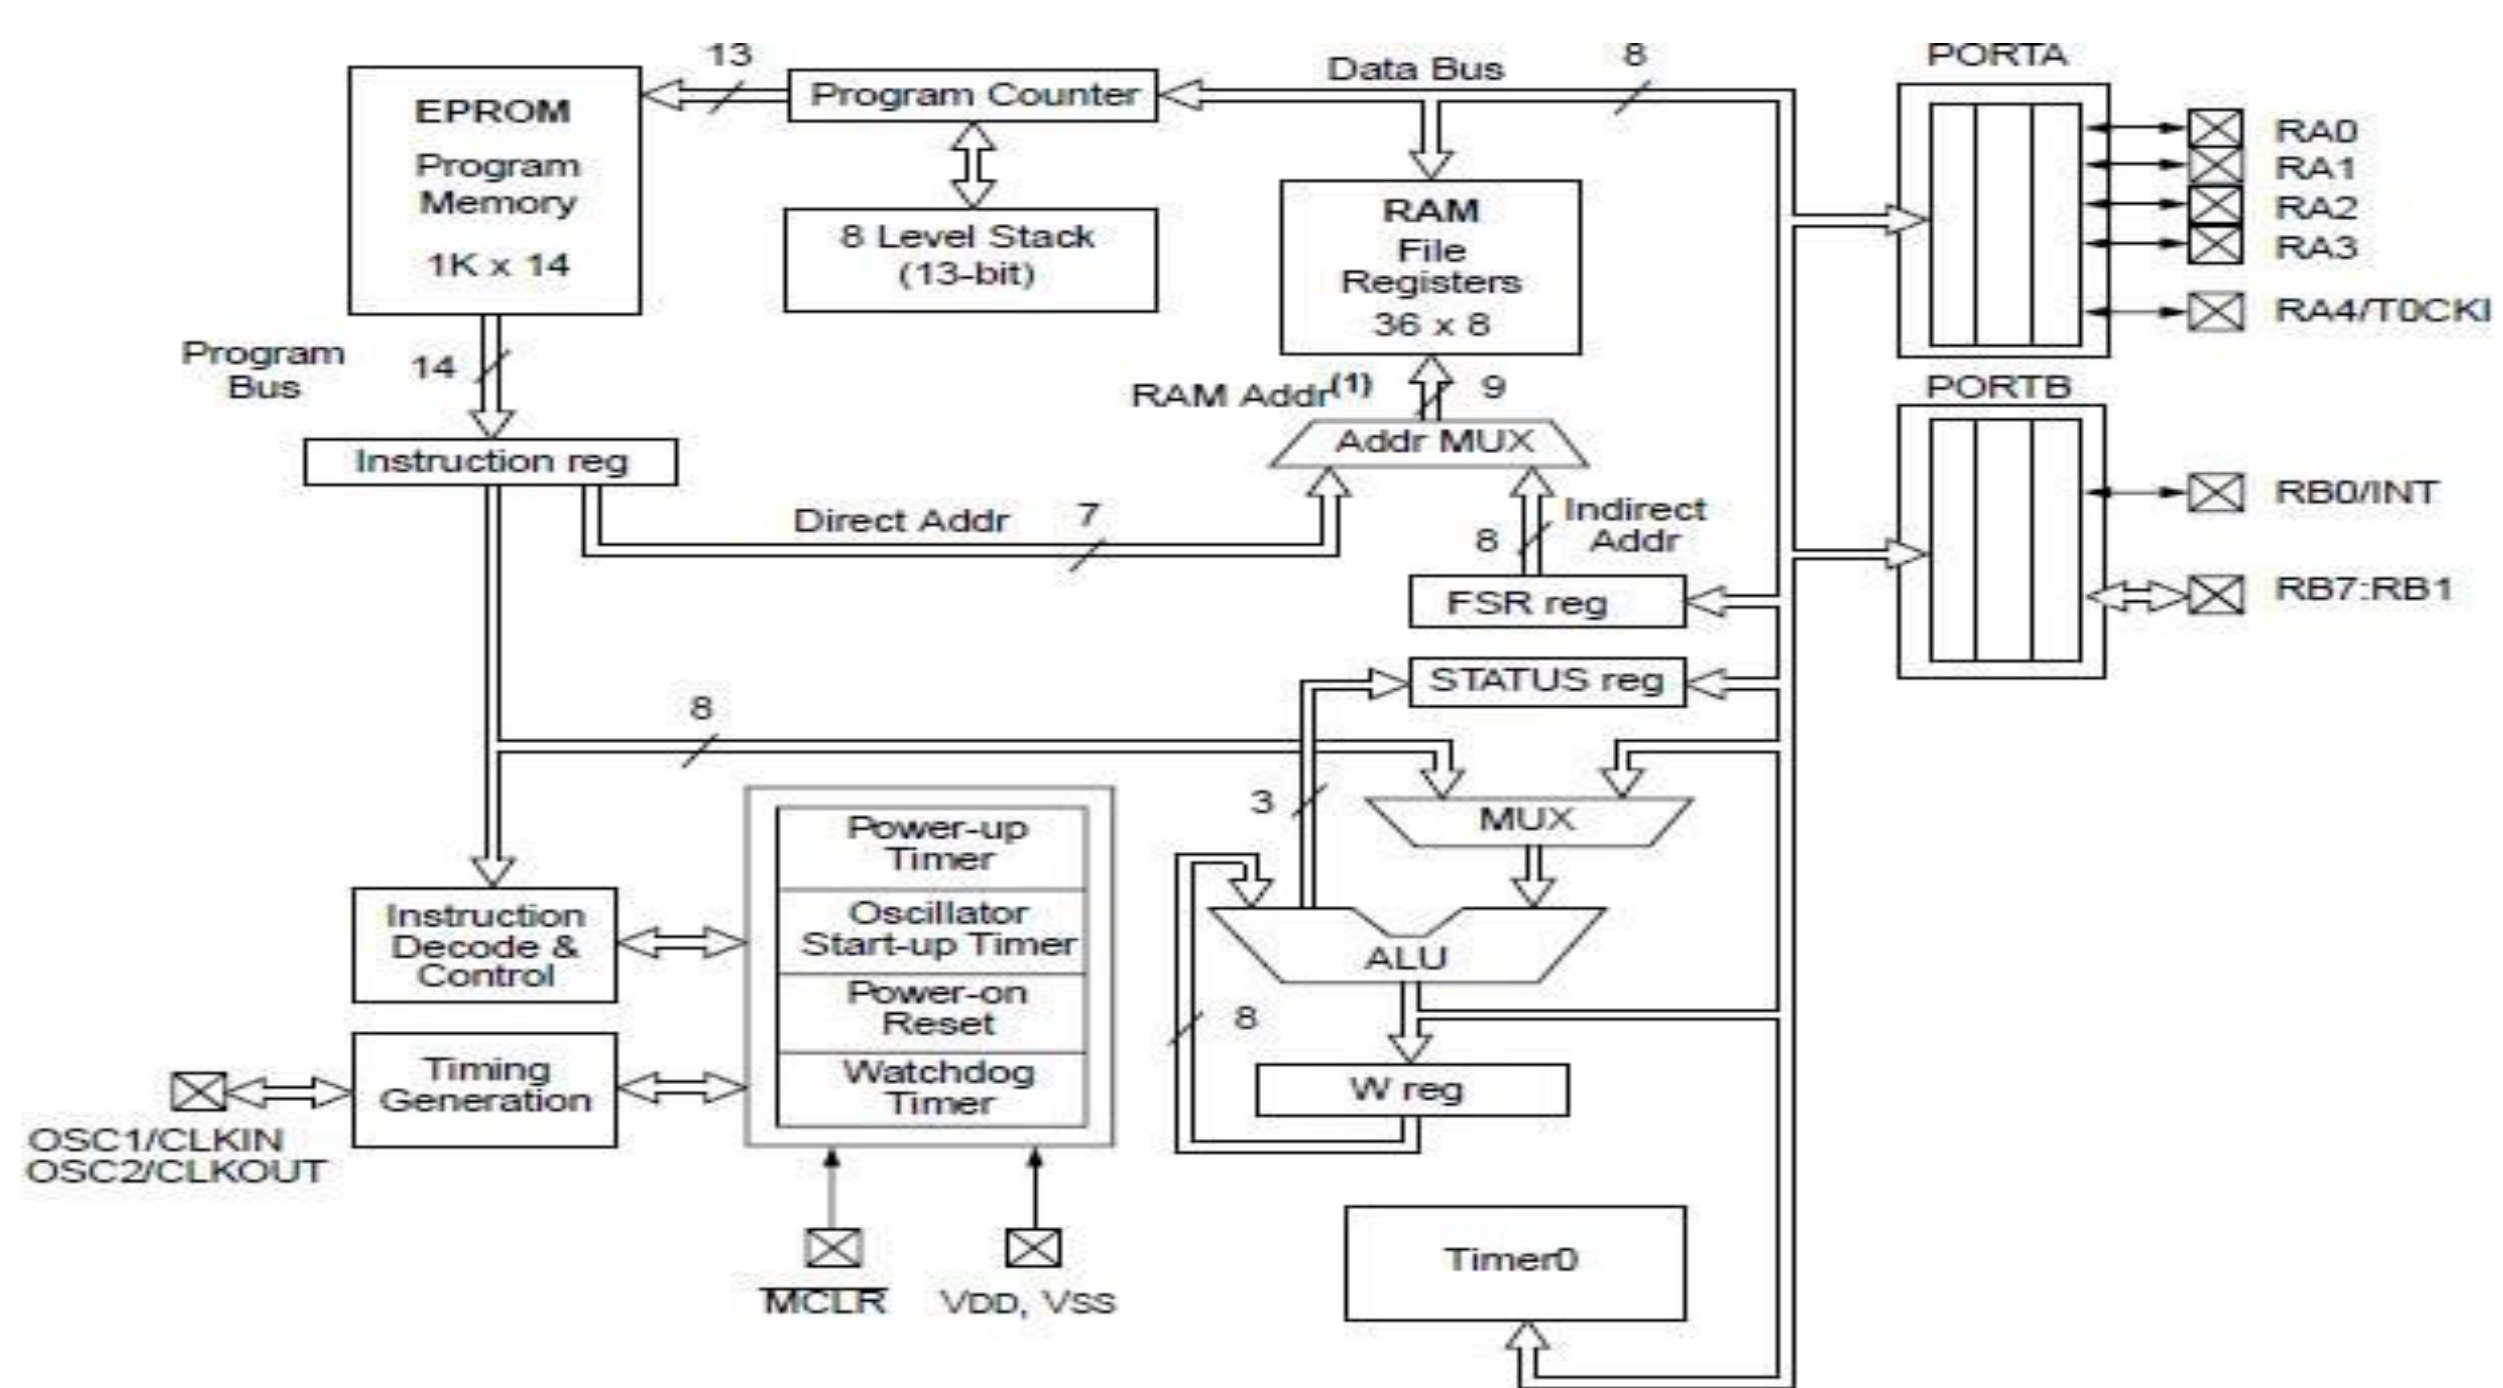 13
Data Bus
8
PORTA
EPROM
Program
Memory
1K x 14
Program Counter
8 Level Stack
(13-bit)
RAM
File
Registers
36 x 8
RA0
RA1
RA2
RA3
RA4/T0CKI
Program
Bus
14
RAM Addr(1)
9
PORTB
Addr MUX
Instruction reg
Direct Addr
7
8
Indirect
Addr
RB0/INT
FSR reg
RB7:RB1
STATUS reg
8
3
MUX
Power-up
Timer
Oscillator
Start-up Timer
Power-on
Reset
Watchdog
Timer
Instruction
Decode &
Control
ALU
8
Timing
Generation
W reg
OSC1/CLKIN
OSC2/CLKOUT
Timer0
MCLR
VDD, VSS